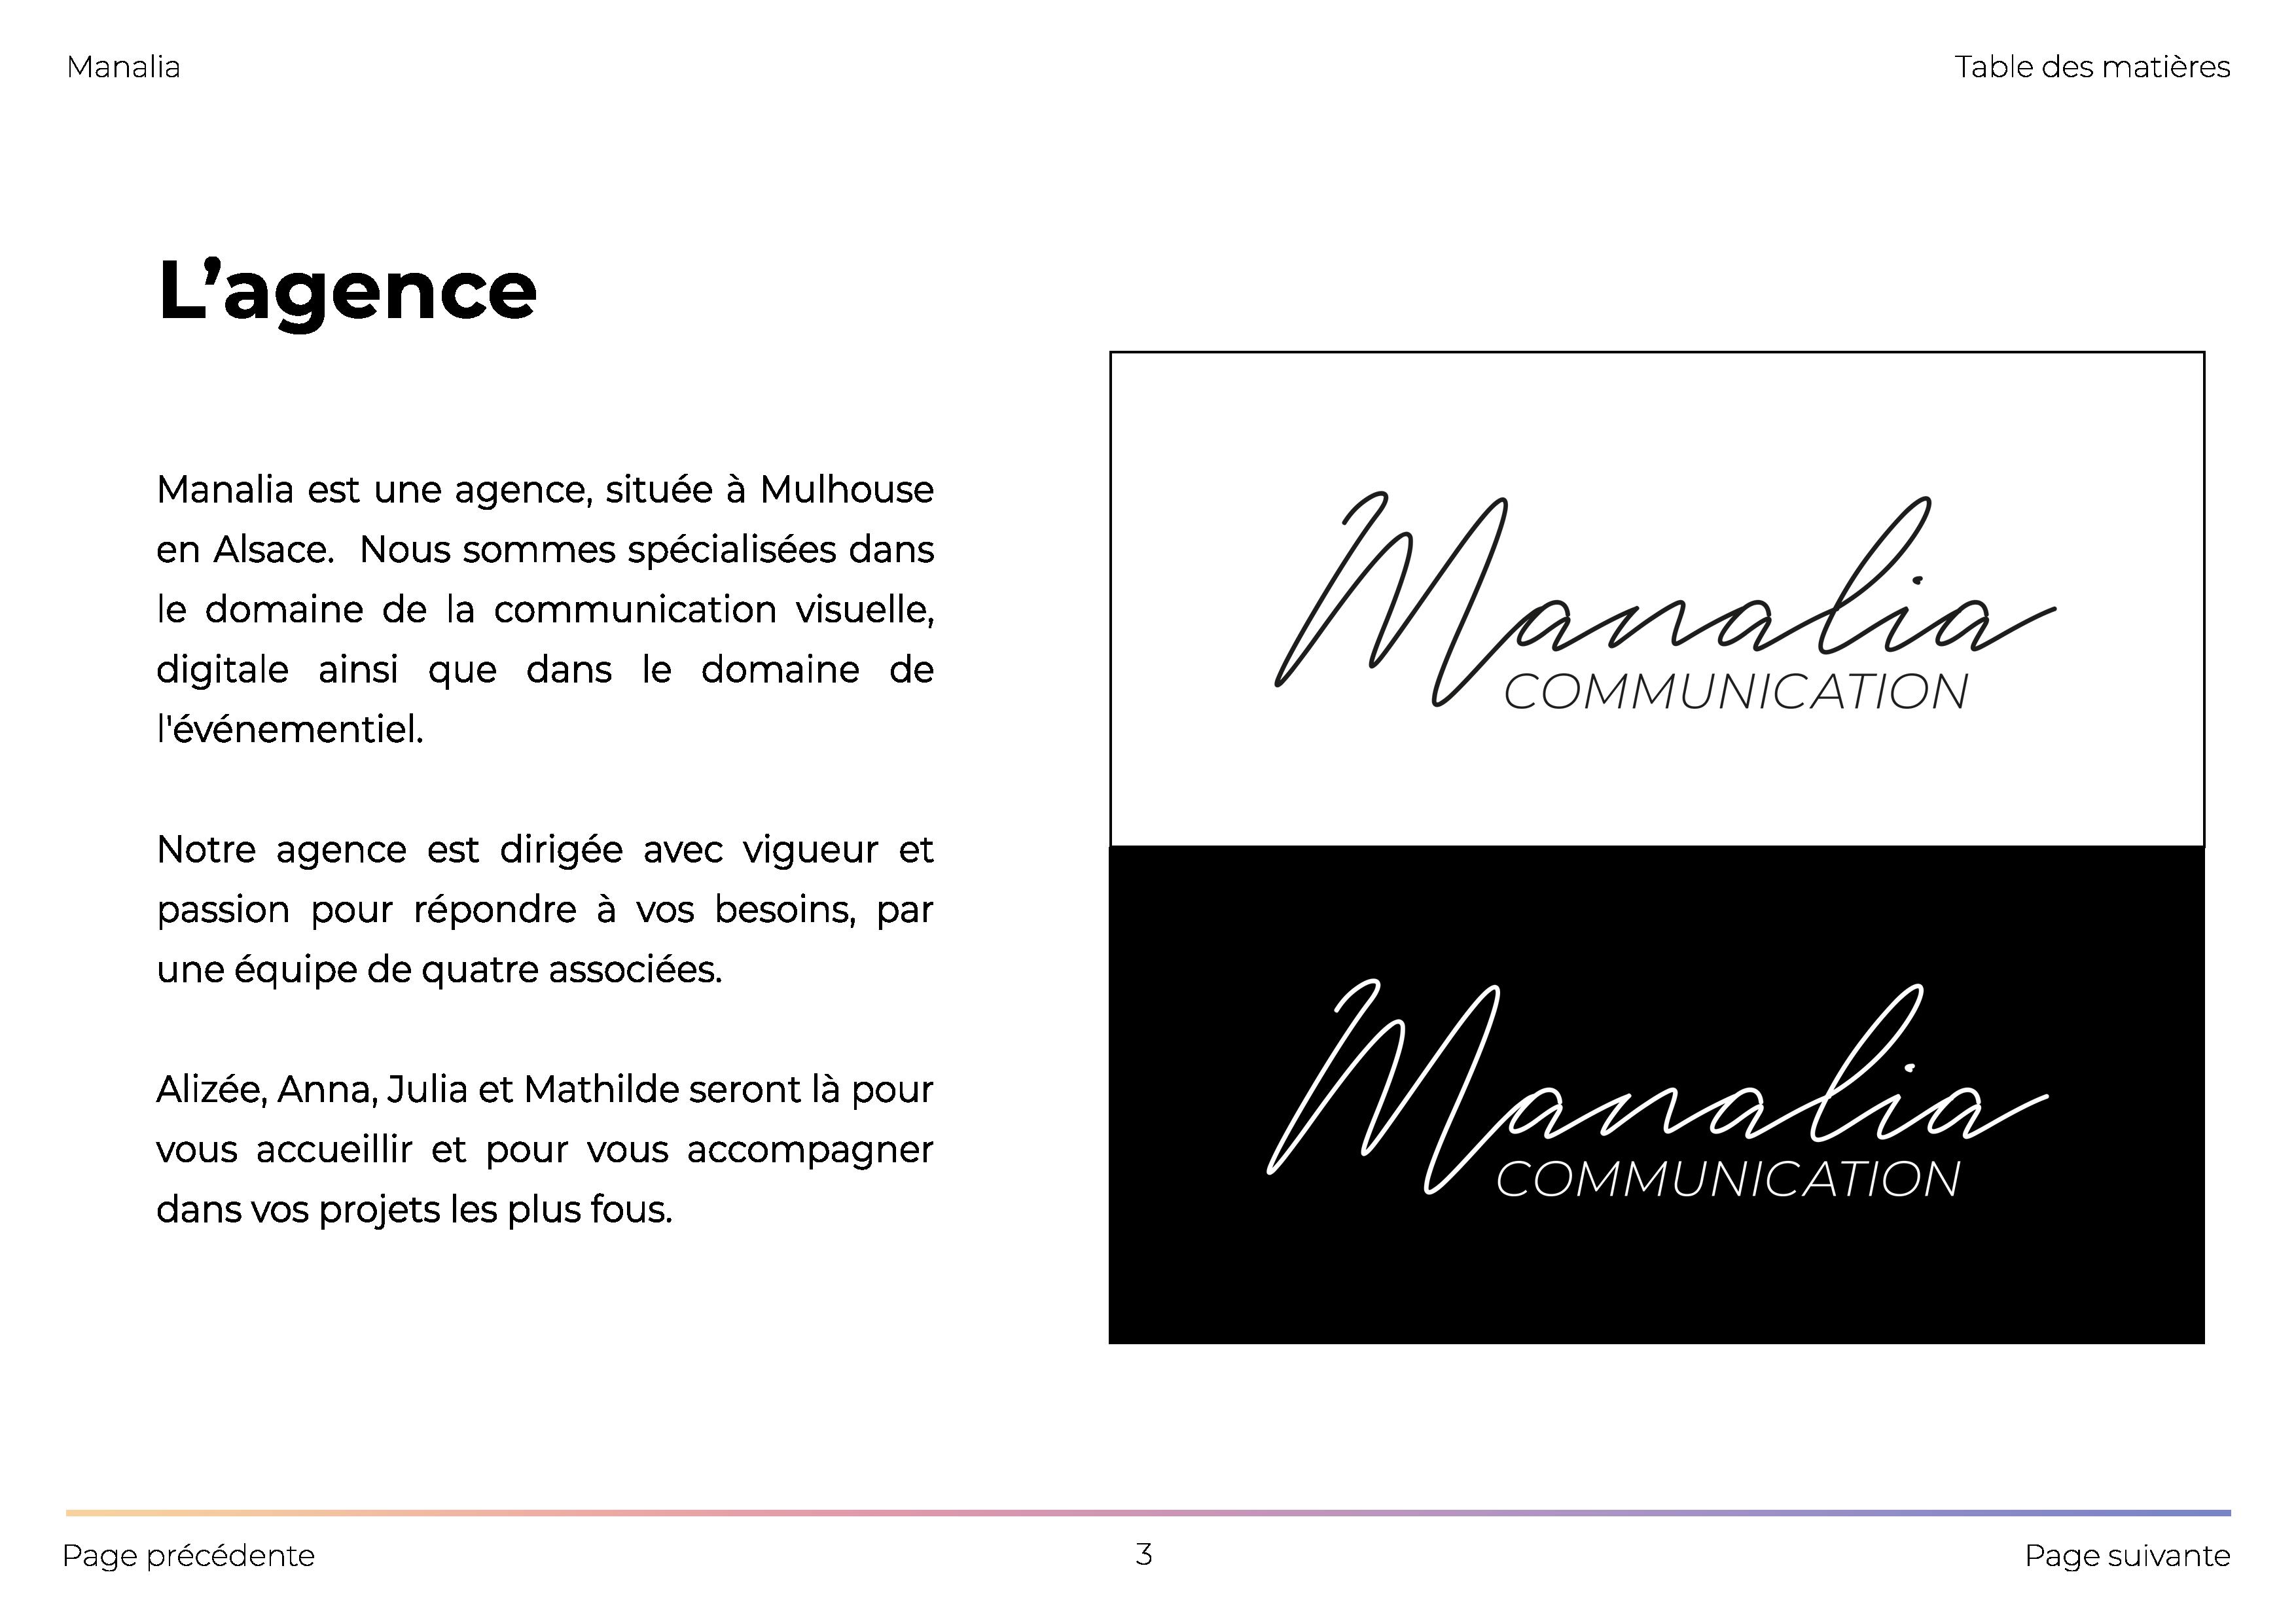 Manalia
Table des matières
L’agence
Manalia est une agence, située à Mulhouse
en Alsace.  Nous sommes spécialisées dans
le domaine de la communication visuelle,
digitale ainsi que dans le domaine de
l'événementiel.
Notre agence est dirigée avec vigueur et
passion pour répondre à vos besoins, par
une équipe de quatre associées.
Alizée, Anna, Julia et Mathilde seront là pour
vous accueillir et pour vous accompagner
dans vos projets les plus fous.
Manalia
COMMUNICATION
Manalia
COMMUNICATION
Page précédente
3
Page suivante